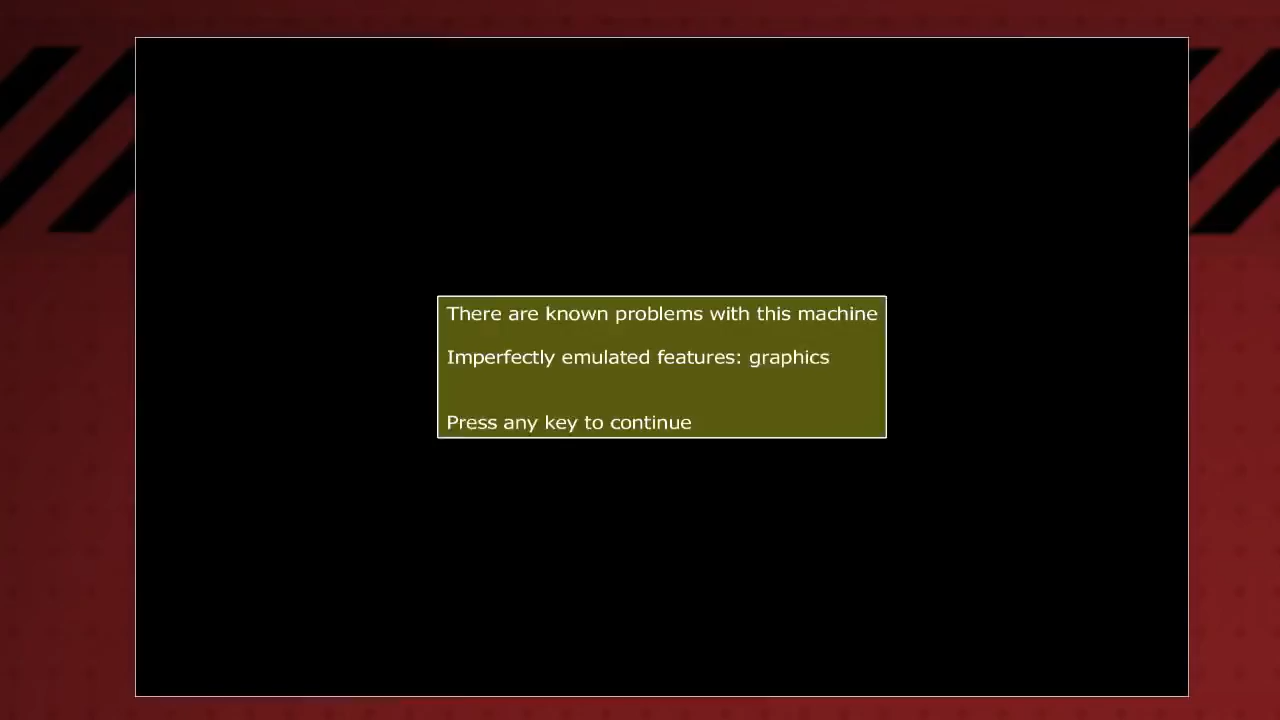 There are known problems with this machine
Imperfectly emulated features: graphics
Press any key to continue